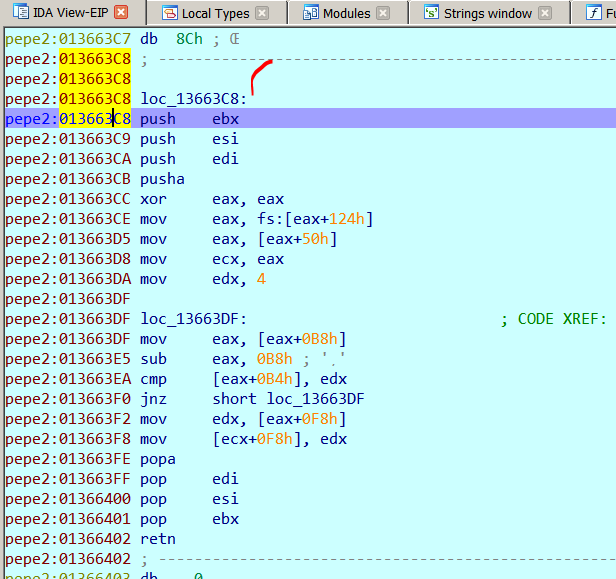 IDA View-EIP Local Types Modules Strings window Fu
pepe2:013663C7 db 8Ch ; Œ
pepe2:013663C8 ; ---------------------------------------------------------
pepe2:013663C8
pepe2:013663C8 loc_13663C8:
pepe2:013663C8 push ebx
pepe2:013663C9 push esi
pepe2:013663CA push edi
pepe2:013663CB pusha
pepe2:013663CC xor eax, eax
pepe2:013663CE mov eax, fs:[eax+124h]
pepe2:013663D5 mov eax, [eax+50h]
pepe2:013663D8 mov ecx, eax
pepe2:013663DA mov edx, 4
pepe2:013663DF
pepe2:013663DF loc_13663DF: ; CODE XREF:
pepe2:013663DF mov eax, [eax+0B8h]
pepe2:013663E5 sub eax, 0B8h ; '.'
pepe2:013663EA cmp [eax+0B4h], edx
pepe2:013663F0 jnz short loc_13663DF
pepe2:013663F2 mov edx, [eax+0F8h]
pepe2:013663F8 mov [ecx+0F8h], edx
pepe2:013663FE popa
pepe2:013663FF pop edi
pepe2:01366400 pop esi
pepe2:01366401 pop ebx
pepe2:01366402 retn
pepe2:01366402 ; ---------------------------------------------------------
pepe2:01366403 db 0